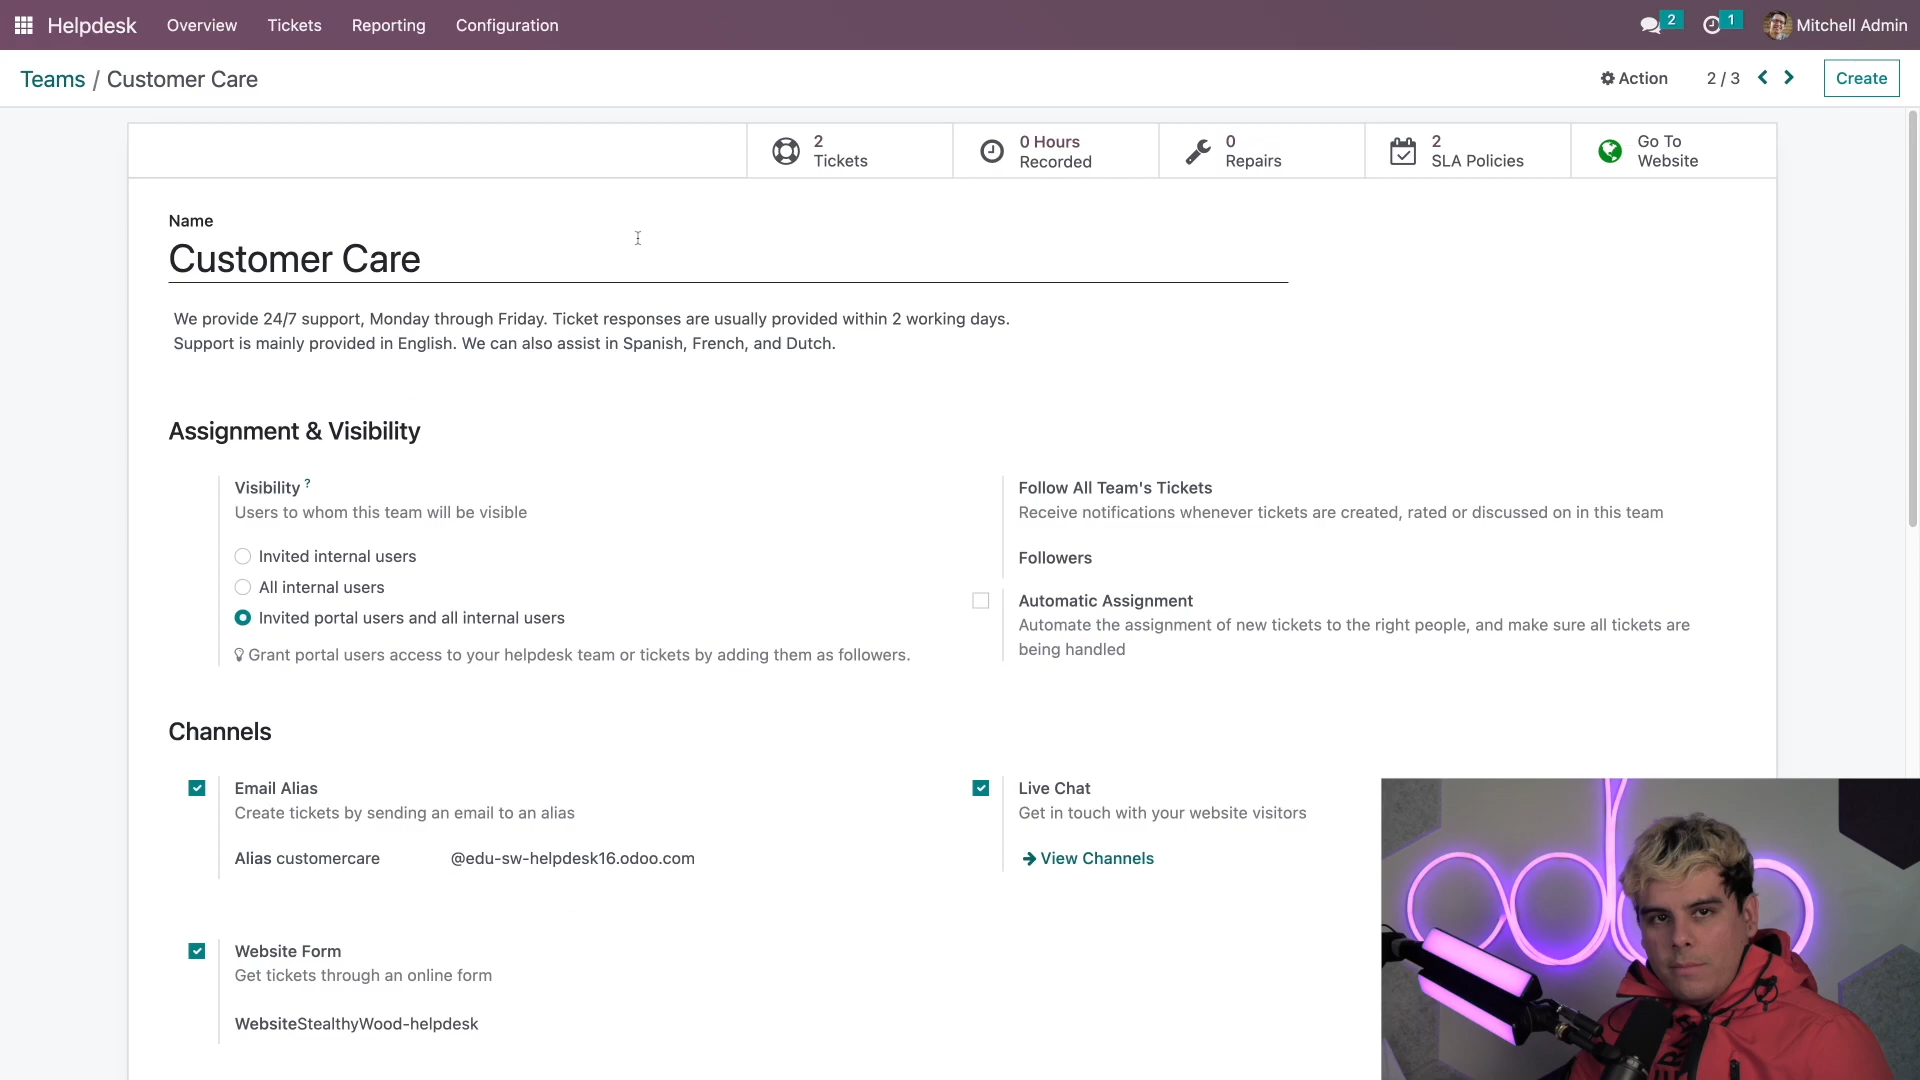 Helpdesk Overview Tickets Reporting Configuration 2 1 Mitchell Admin
Teams / Customer Care Action 2 / 3 Create
2 Tickets
0 Hours Recorded
0 Repairs
2 SLA Policies
Go To Website
Name
Customer Care
We provide 24/7 support, Monday through Friday. Ticket responses are usually provided within 2 working days.
Support is mainly provided in English. We can also assist in Spanish, French, and Dutch.
Assignment & Visibility
Visibility ?
Users to whom this team will be visible
Invited internal users
All internal users
Invited portal users and all internal users
Grant portal users access to your helpdesk team or tickets by adding them as followers.
Follow All Team's Tickets
Receive notifications whenever tickets are created, rated or discussed on in this team
Followers
Automatic Assignment
Automate the assignment of new tickets to the right people, and make sure all tickets are
being handled
Channels
Email Alias
Create tickets by sending an email to an alias
Alias customercare @edu-sw-helpdesk16.odoo.com
Live Chat
Get in touch with your website visitors
View Channels
Website Form
Get tickets through an online form
WebsiteStealthyWood-helpdesk
odoo